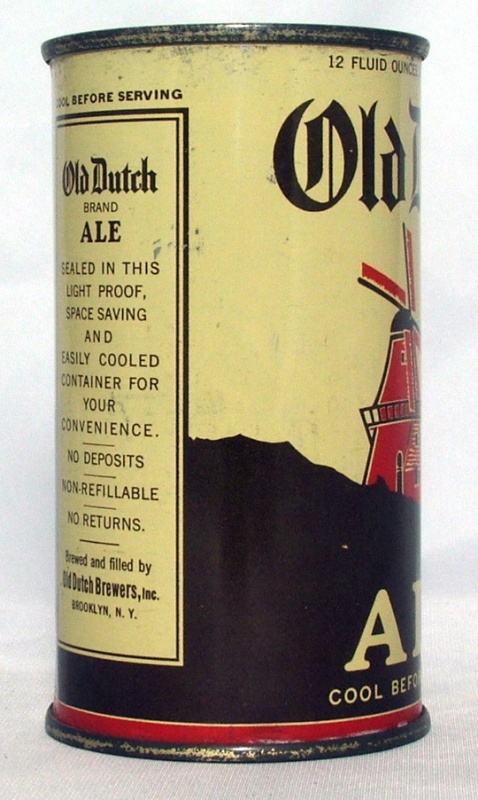 COOL BEFORE SERVING
Old Dutch
BRAND
ALE
SEALED IN THIS
LIGHT PROOF,
SPACE SAVING
AND
EASILY COOLED
CONTAINER FOR
YOUR
CONVENIENCE.
NO DEPOSITS
NON-REFILLABLE
NO RETURNS.
Brewed and filled by
Old Dutch Brewers, Inc.
BROOKLYN, N. Y.
12 FLUID OUNCES
Old
A
COOL BEFO